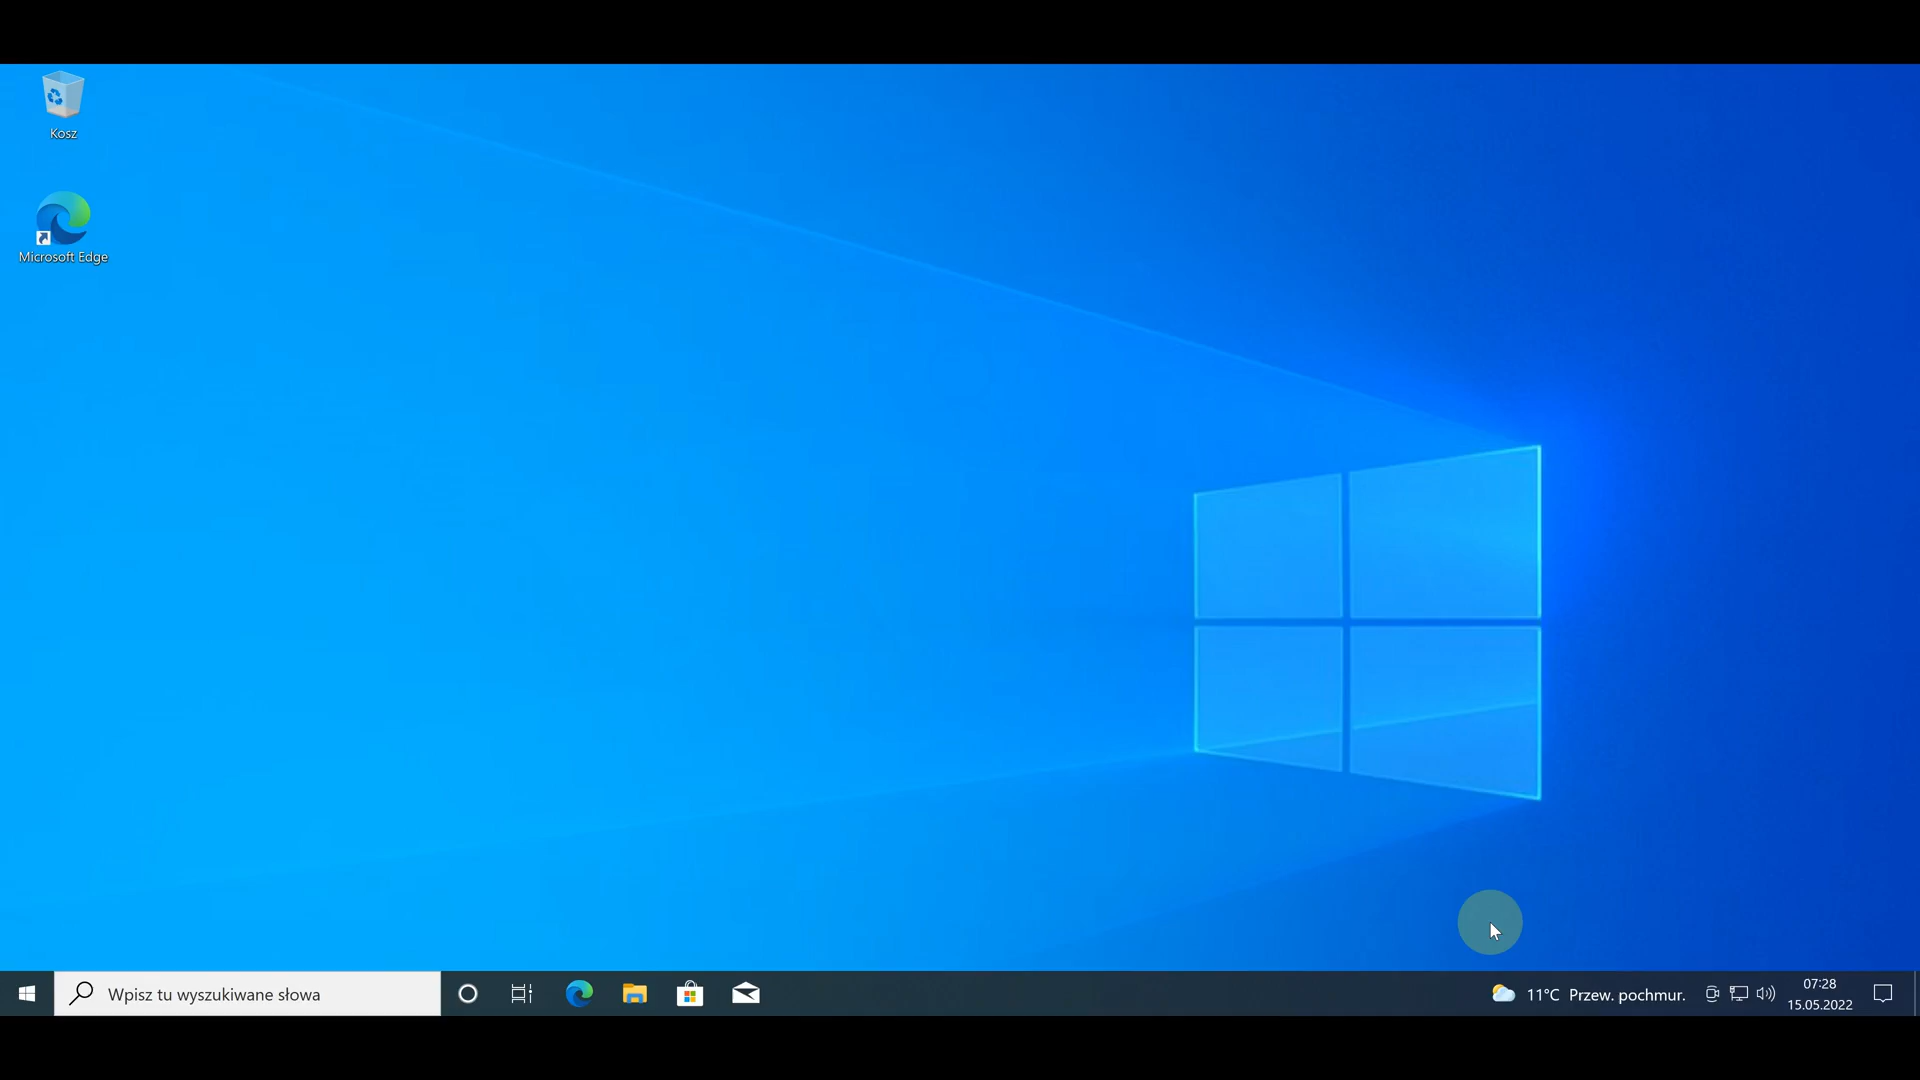 Kosz
Microsoft Edge
Wpisz tu wyszukiwane słowa
11°C Przew. pochmur.
07:28
15.05.2022